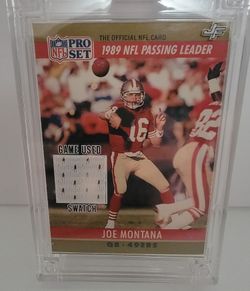 THE OFFICIAL NFL CARD
NFL
PRO
SET
1989 NFL PASSING LEADER
16
GAME USED
SWATCH
JOE MONTANA
QB - 49ERS